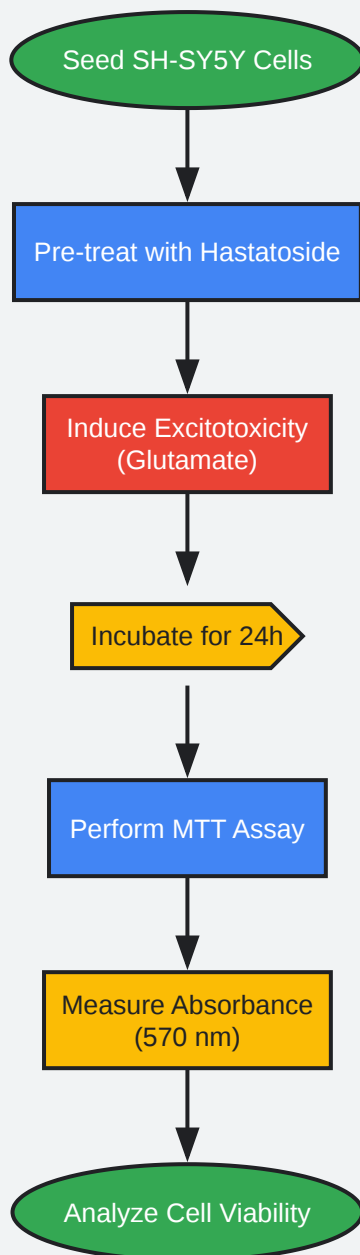 Seed SH-SY5Y Cells
Pre-treat with Hastatoside
Induce Excitotoxicity
(Glutamate)
Incubate for 24h
Perform MTT Assay
Measure Absorbance
(570 nm)
Analyze Cell Viability